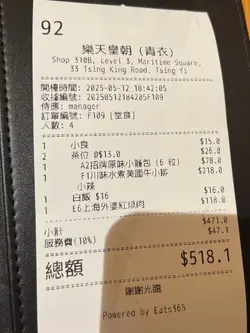 92
樂天皇朝 (青衣)
Shop 310B, Level 3, Maritime Square,
33 Tsing King Road, Tsing Yi
開檯時間: 2025-05-12 18:42:05
收據編號: 20250512184205F109
侍應: manager
訂單編號: F109 [堂食]
人數: 4
1 小食 $15.0
2 茶位 @$13.0 $26.0
1 A2招牌原味小籠包 (6 粒) $78.0
1 F1川味水煮美國牛小排 $218.0
小辣
1 白飯 $16 $16.0
1 E6上海外婆紅燒肉 $118.0
小計 $471.0
服務費(10%) $47.1
總額 $518.1
謝謝光臨
Powered by Eats365